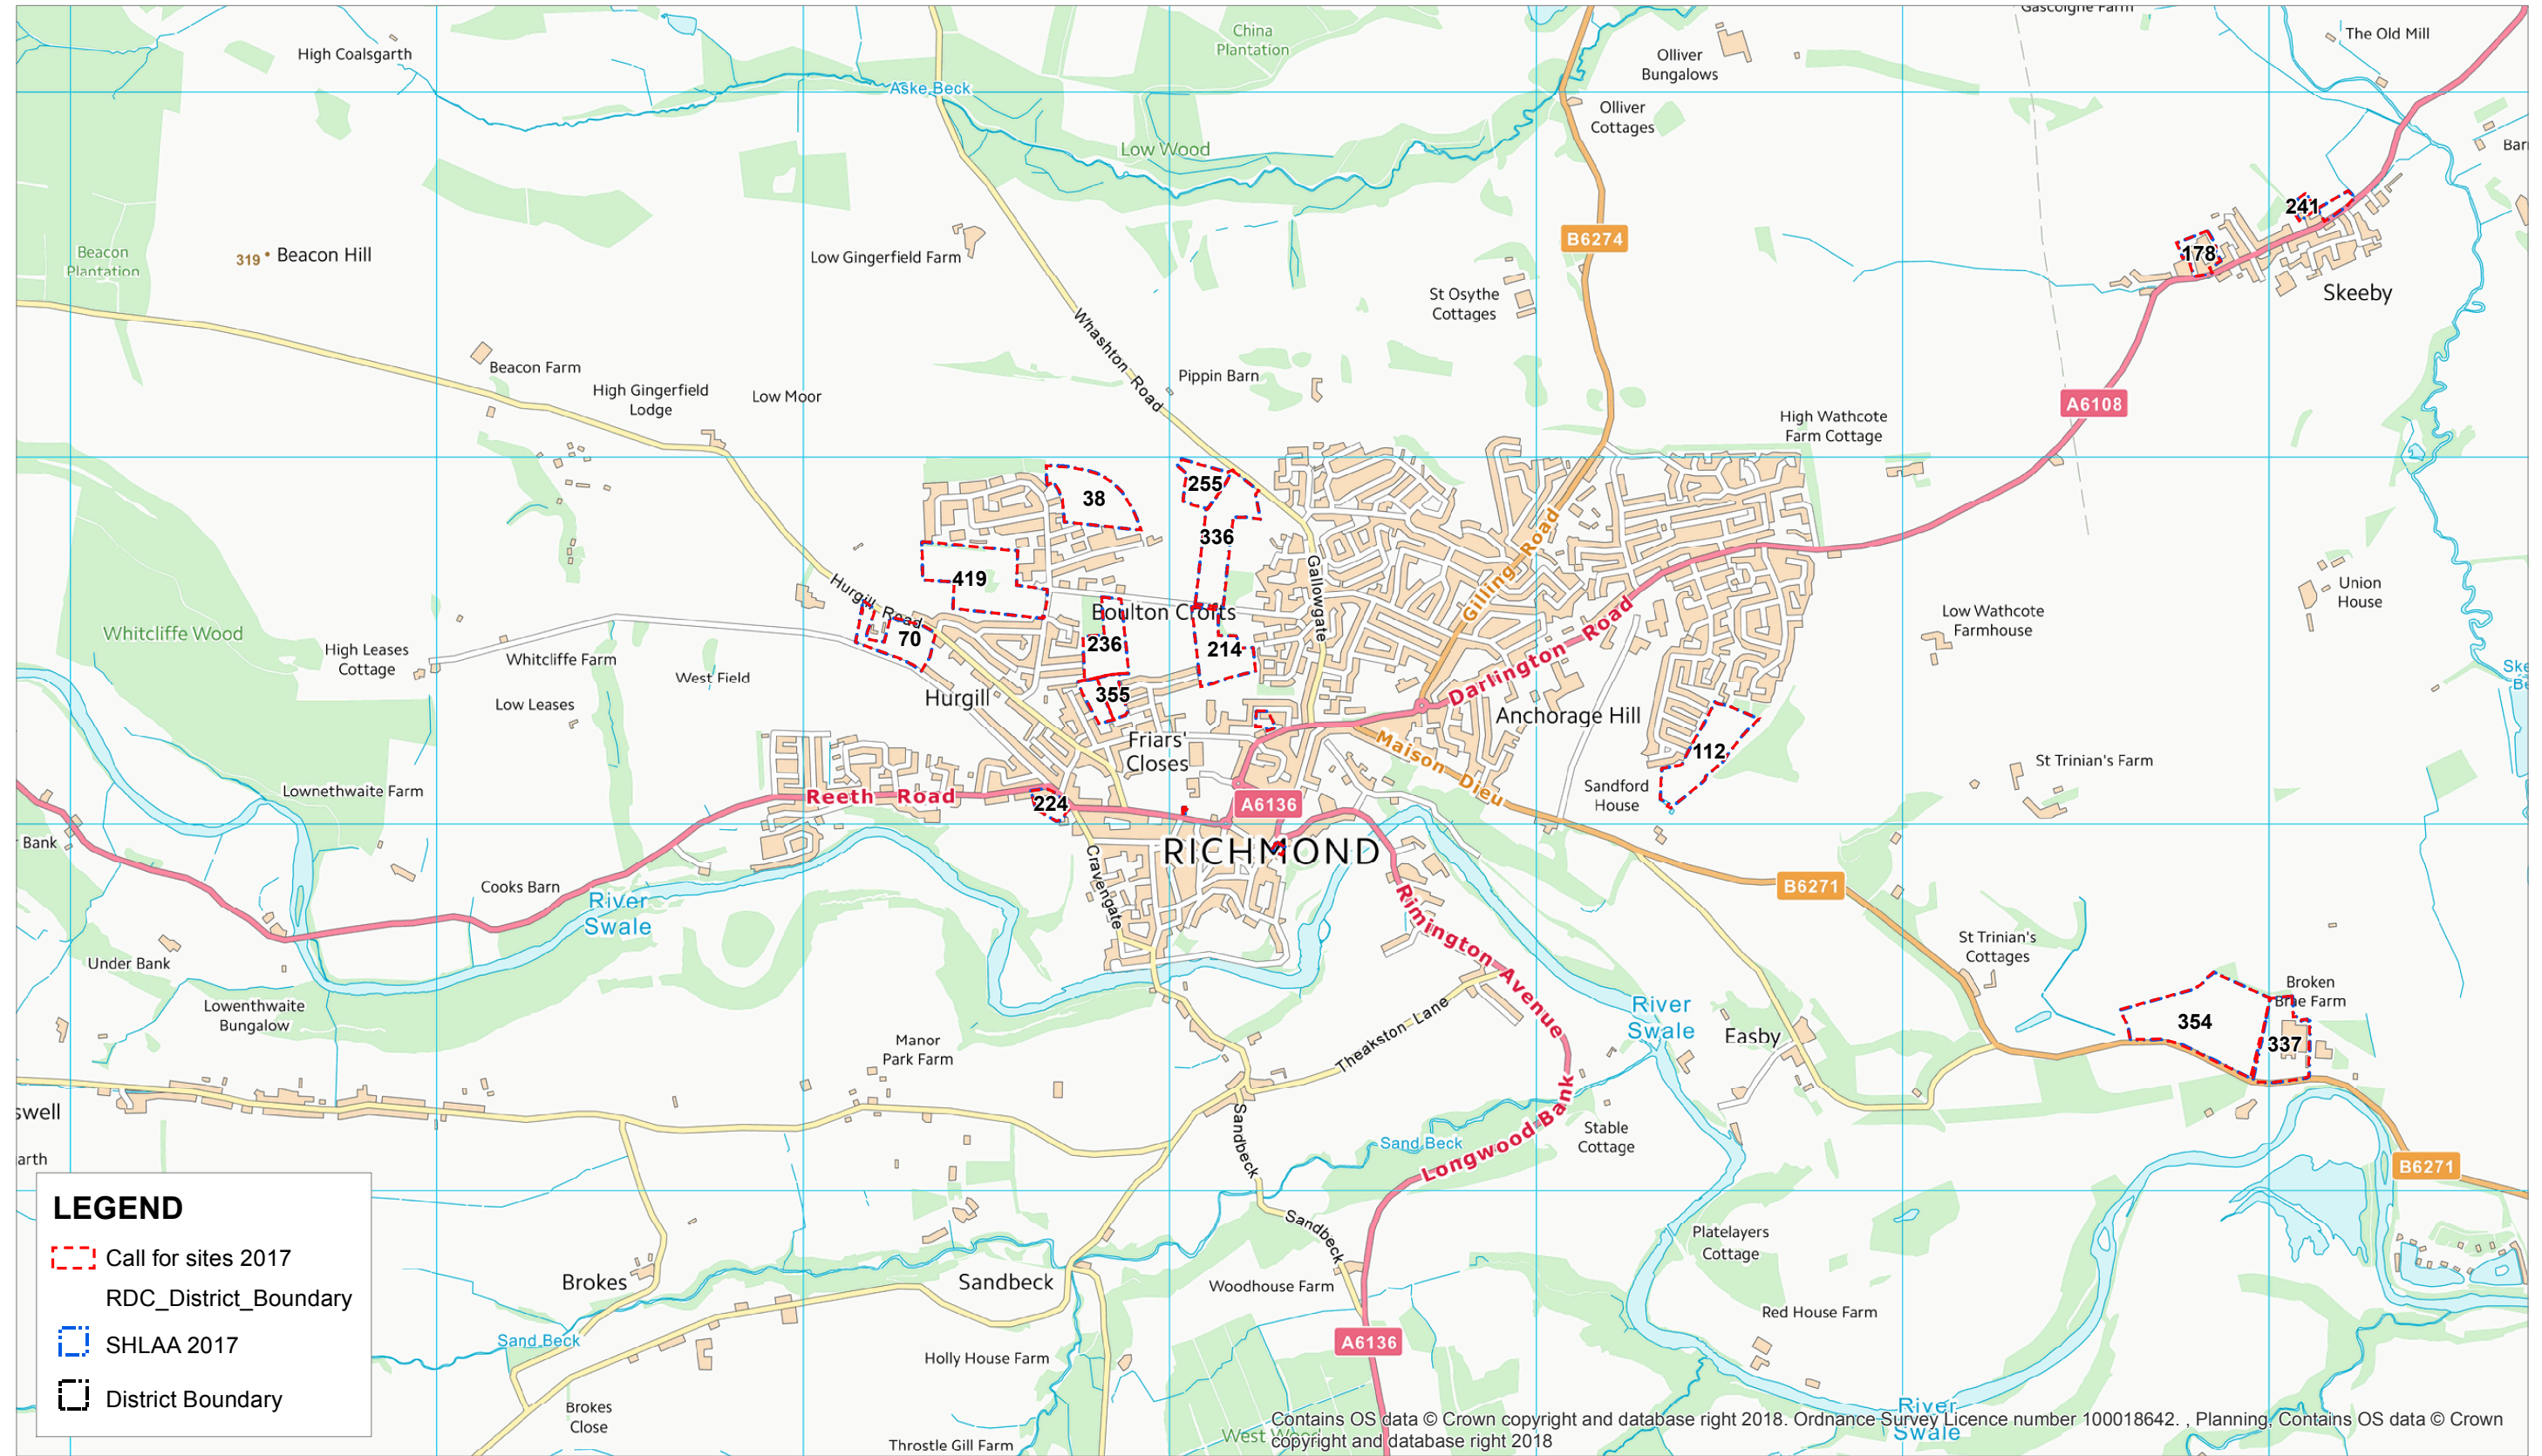 Gascoigne Farm
China
Plantation
The Old Mill
High Coalsgarth
Olliver
Bungalows
Aske Beck
Olliver
Cottages
Low Wood
241
B6274
Beacon
Plantation
319
Beacon Hill
Low Gingerfield Farm
178
Skeeby
St Osythe
Cottages
Whashton Road
Beacon Farm
Pippin Barn
High Gingerfield
Lodge
Low Moor
A6108
High Wathcote
Farm Cottage
38
255
336
Gilling Road
Gallowgate
419
Hurgill Road
Union
House
Boulton Crofts
Low Wathcote
Farmhouse
Darlington Road
Whitcliffe Wood
70
236
214
High Leases
Cottage
Whitcliffe Farm
West Field
355
Hurgill
Low Leases
Anchorage Hill
Friars'
Closes
112
Maison Dieu
St Trinian's Farm
Lownethwaite Farm
Reeth Road
224
A6136
Sandford
House
Bank
RICHMOND
Cravengate
Cooks Barn
B6271
River
Swale
Rimington Avenue
St Trinian's
Cottages
Under Bank
Lowenthwaite
Bungalow
Broken
Brae Farm
River
Swale
354
337
Easby
Theakston Lane
Manor
Park Farm
swell
Sandbeck
Sand Beck
Longwood Bank
Stable
Cottage
arth
B6271
LEGEND
Call for sites 2017
RDC_District_Boundary
SHLAA 2017
District Boundary
Sandbeck
Platelayers
Cottage
Brokes
Sandbeck
Woodhouse Farm
Red House Farm
Sand Beck
A6136
Holly House Farm
Brokes
Close
Throstle Gill Farm
West Wood
River
Swale
Contains OS data © Crown copyright and database right 2018. Ordnance Survey Licence number 100018642. , Planning, Contains OS data © Crown
copyright and database right 2018